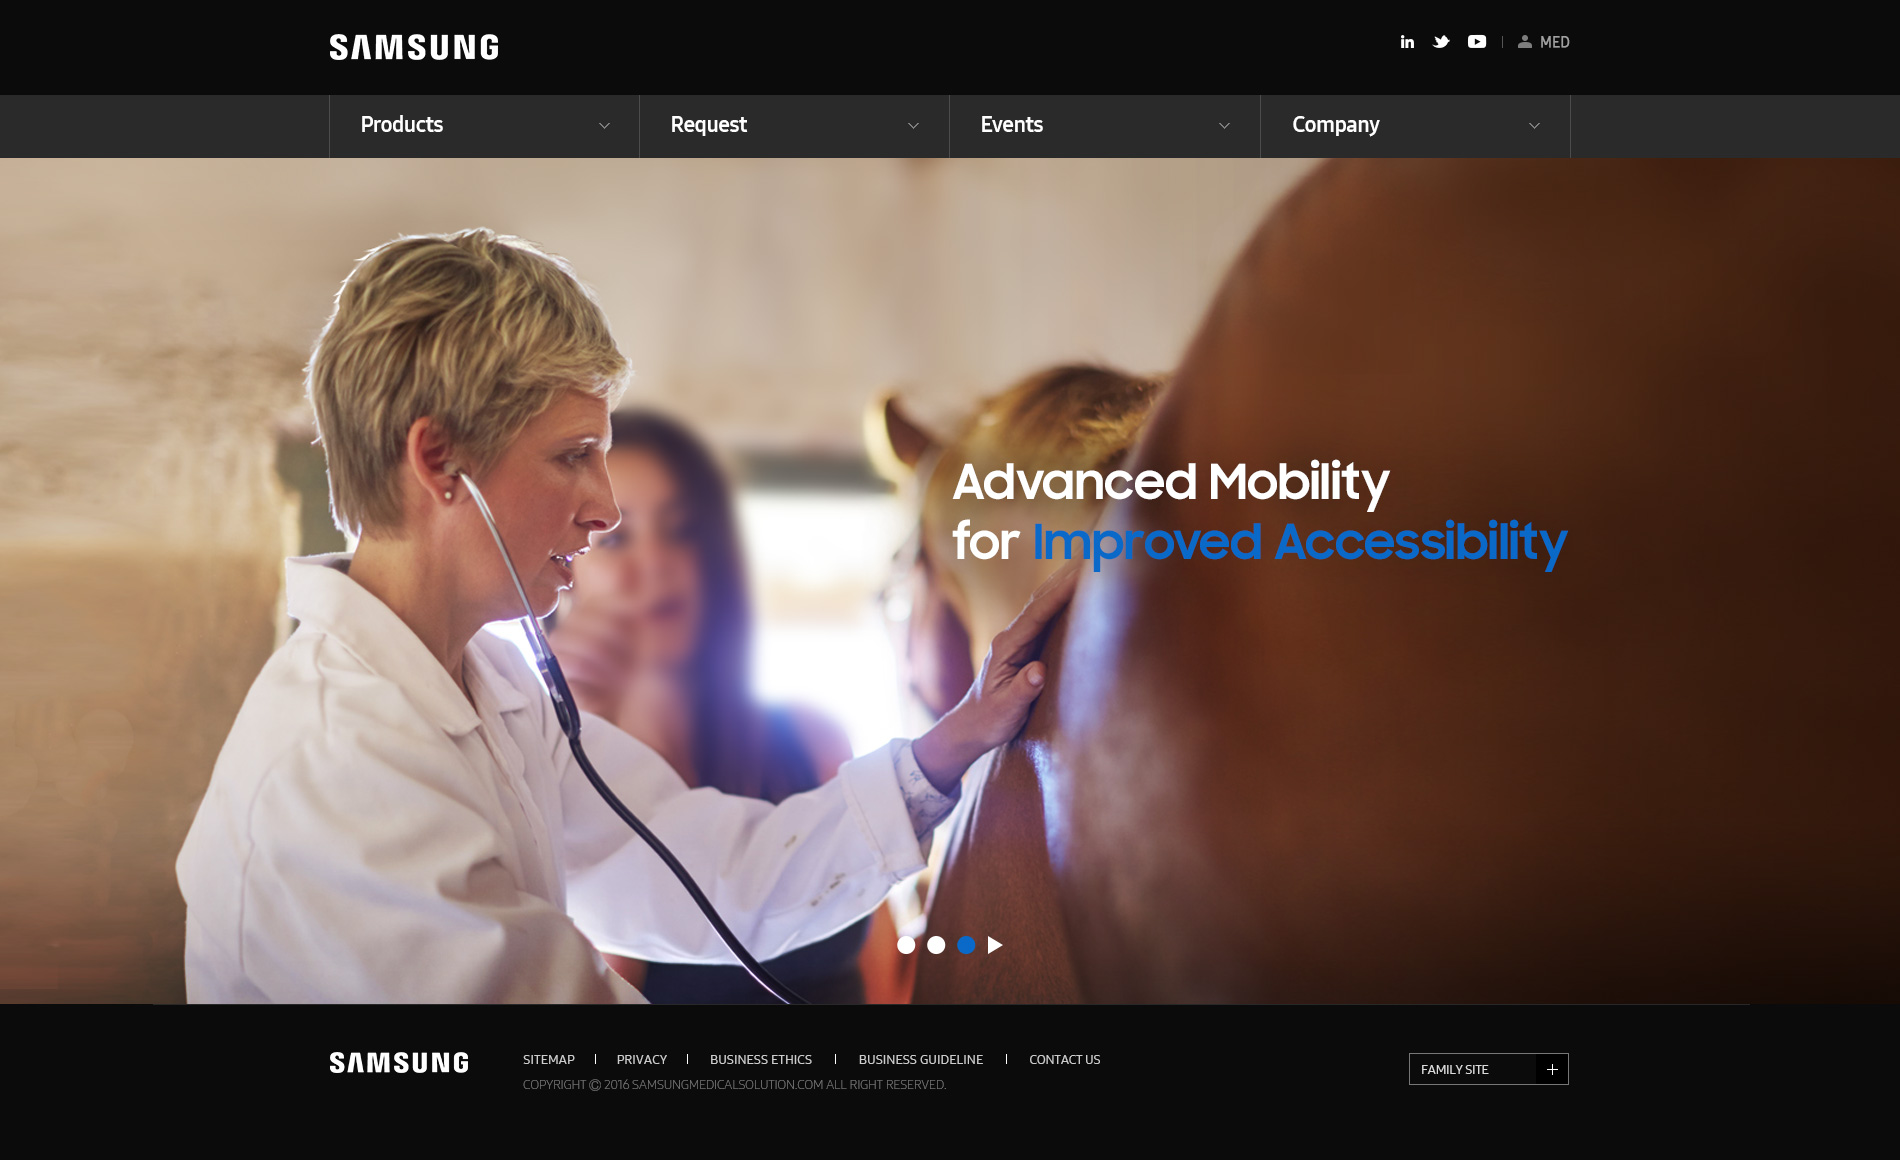 SAMSUNG
in
MED
Products
Request
Events
Company
Advanced Mobility
for Improved Accessibility
SAMSUNG
SITEMAP | PRIVACY | BUSINESS ETHICS | BUSINESS GUIDELINE | CONTACT US
FAMILY SITE +
COPYRIGHT © 2016 SAMSUNGMEDICALSOLUTION.COM ALL RIGHT RESERVED.